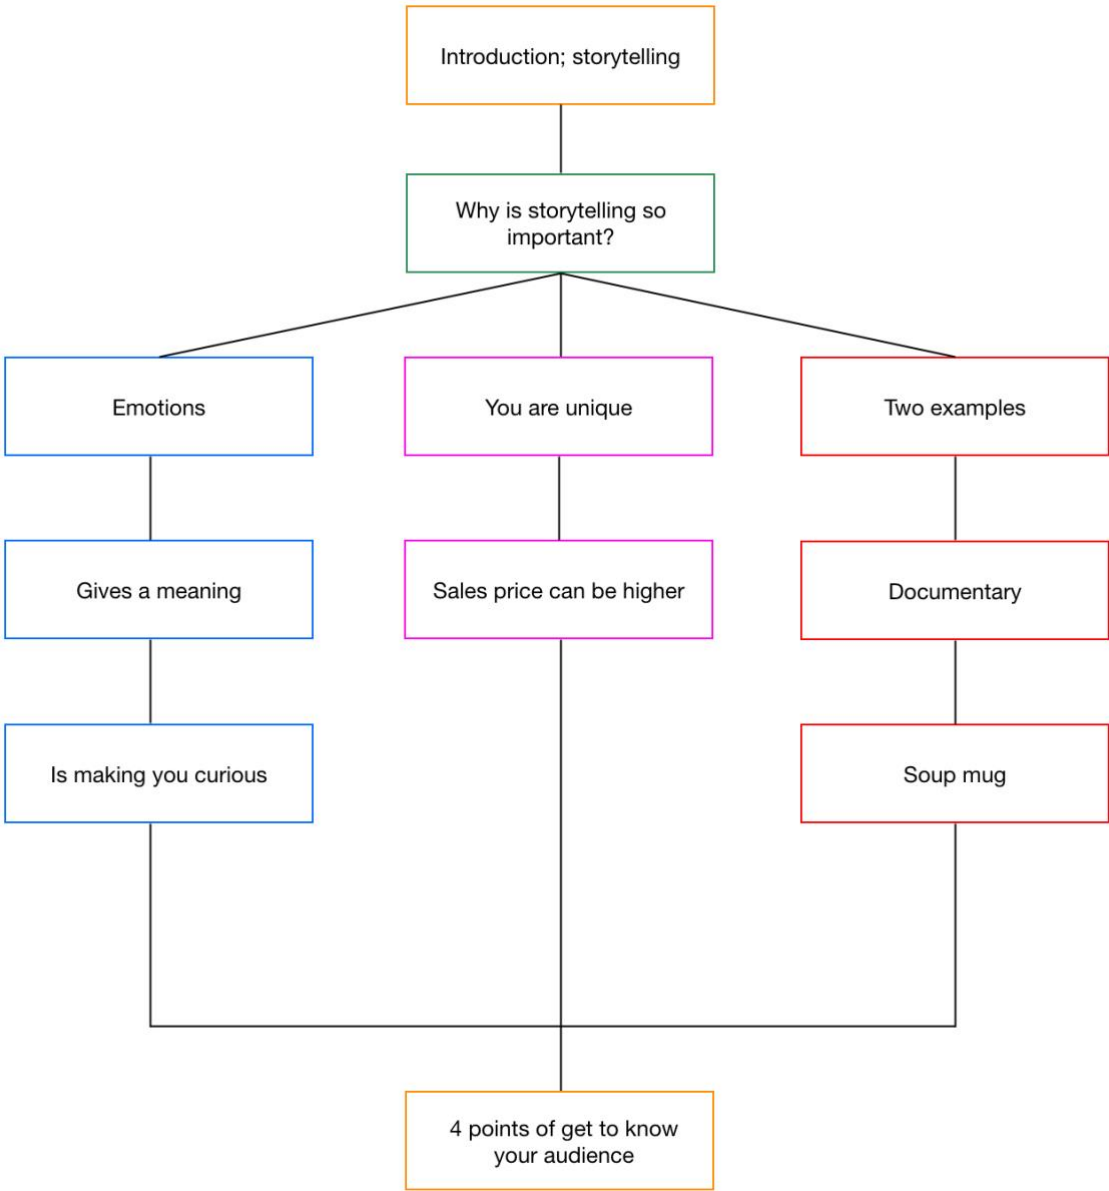 Introduction; storytelling
Why is storytelling so
important?
Emotions
You are unique
Two examples
Gives a meaning
Sales price can be higher
Documentary
Is making you curious
Soup mug
4 points of get to know
your audience